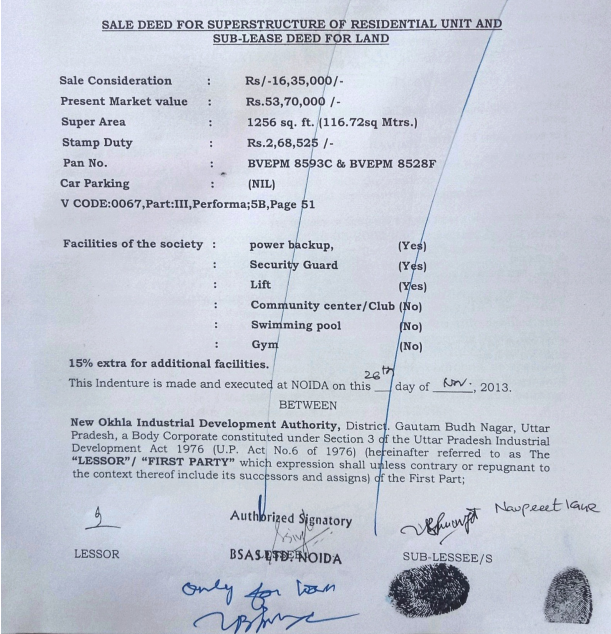 SALE DEED FOR SUPERSTRUCTURE OF RESIDENTIAL UNIT AND
SUB-LEASE DEED FOR LAND
Sale Consideration : Rs/-16,35,000/-
Present Market value : Rs.53,70,000 /-
Super Area : 1256 sq. ft. (116.72sq Mtrs.)
Stamp Duty : Rs.2,68,525 /-
Pan No. : BVEPM 8593C & BVEPM 8528F
Car Parking : (NIL)
V CODE:0067,Part:III,Performa;5B,Page 51
Facilities of the society : power backup, (Yes)
: Security Guard (Yes)
: Lift (Yes)
: Community center/Club (No)
: Swimming pool (No)
: Gym (No)
15% extra for additional facilities.
This Indenture is made and executed at NOIDA on this 26th day of Nov., 2013.
BETWEEN
New Okhla Industrial Development Authority, District. Gautam Budh Nagar, Uttar
Pradesh, a Body Corporate constituted under Section 3 of the Uttar Pradesh Industrial
Development Act 1976 (U.P. Act No.6 of 1976) (hereinafter referred to as The
"LESSOR"/ "FIRST PARTY" which expression shall unless contrary or repugnant to
the context thereof include its successors and assigns) of the First Part;
Authorized Signatory
Navpreet Kaur
LESSOR
BSAS LTD. NOIDA
SUB-LESSEE/S
only for loan